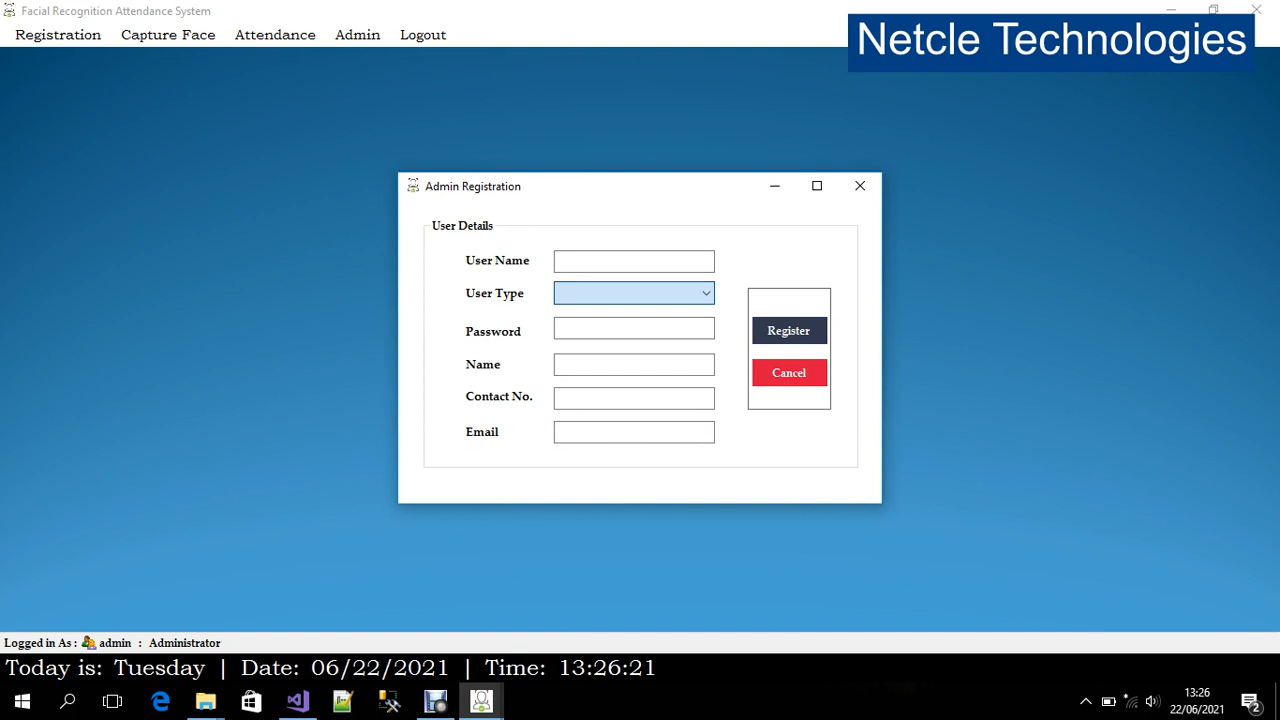 Facial Recognition Attendance System
Registration Capture Face Attendance Admin Logout
Netcle Technologies
Admin Registration
User Details
User Name
User Type
Password
Name
Contact No.
Email
Register
Cancel
Logged in As : admin : Administrator
Today is: Tuesday | Date: 06/22/2021 | Time: 13:26:21
13:26
22/06/2021
2